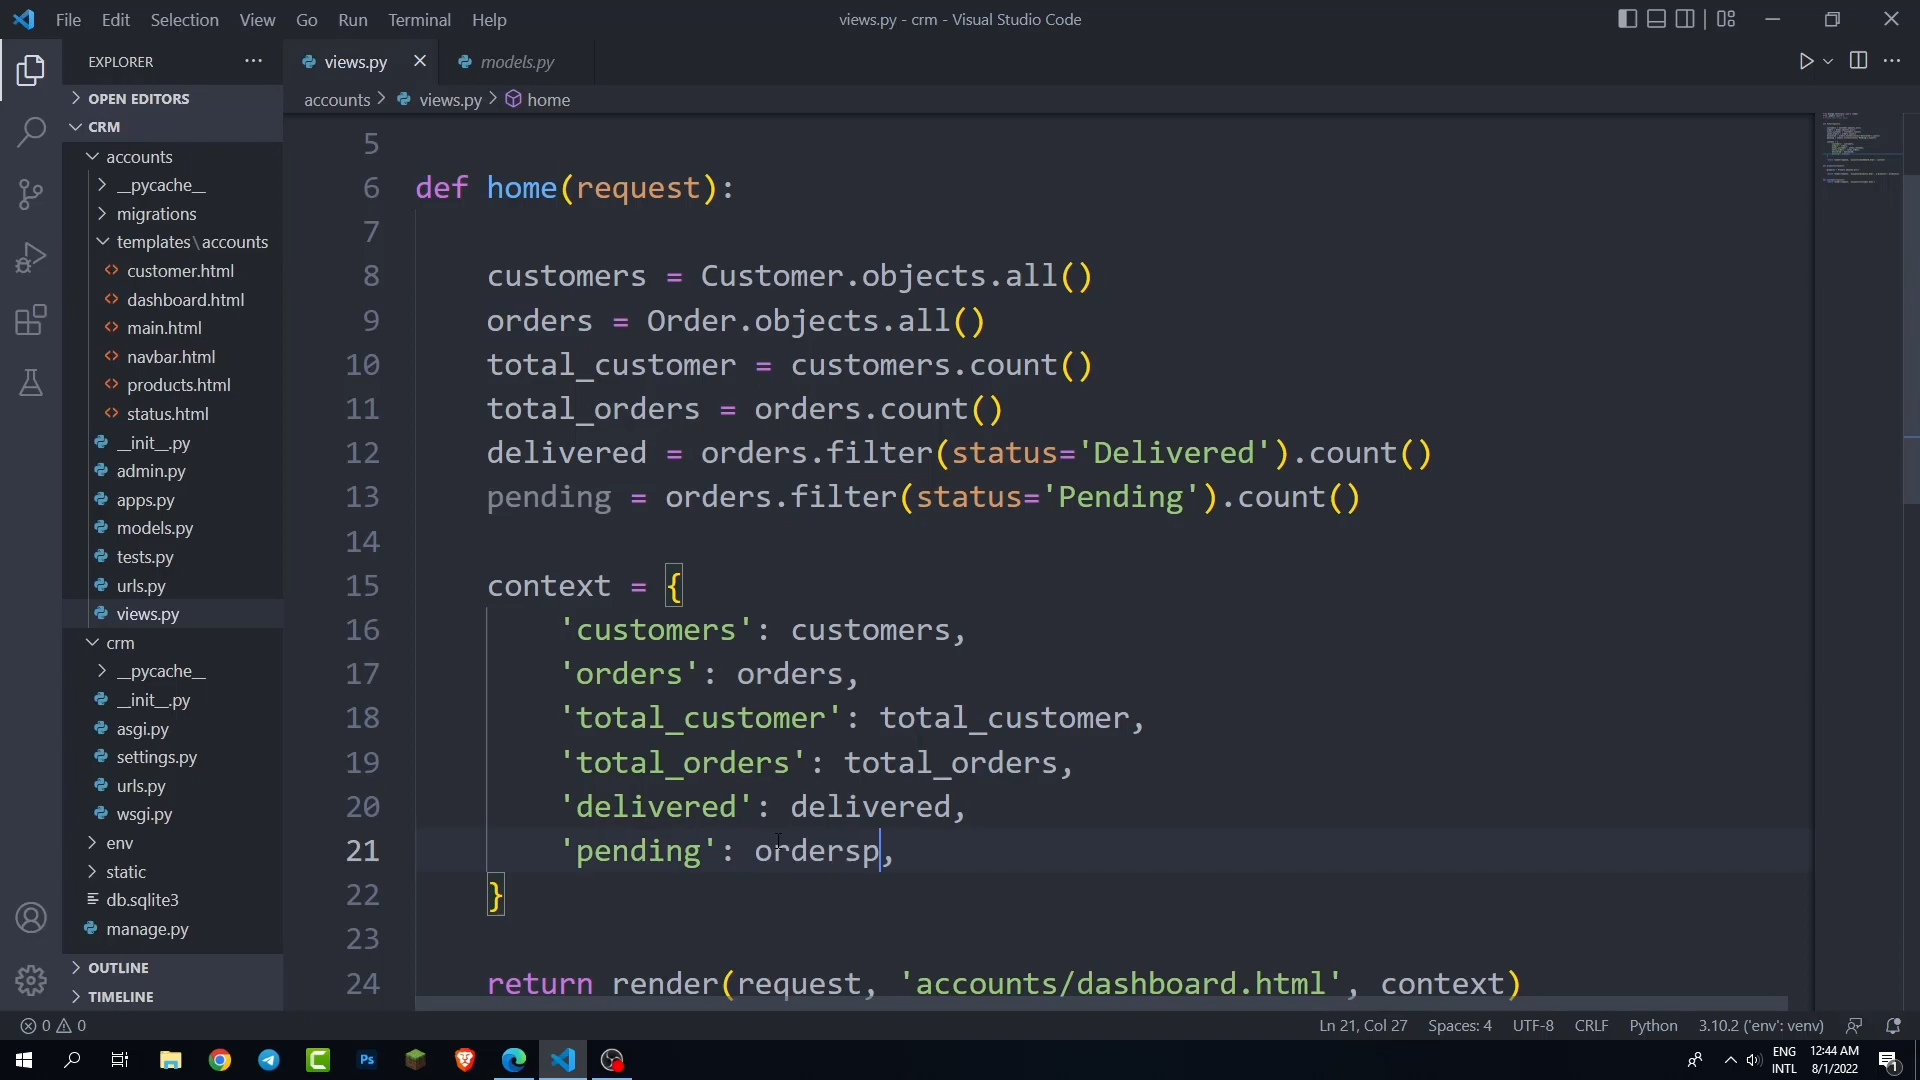 File Edit Selection View Go Run Terminal Help
views.py - crm - Visual Studio Code
EXPLORER
views.py
models.py
OPEN EDITORS
accounts > views.py > home
CRM
accounts
__pycache__
migrations
templates\accounts
customer.html
dashboard.html
main.html
navbar.html
products.html
status.html
__init__.py
admin.py
apps.py
models.py
tests.py
urls.py
views.py
crm
__pycache__
__init__.py
asgi.py
settings.py
urls.py
wsgi.py
env
static
db.sqlite3
manage.py
OUTLINE
TIMELINE
5
6 def home(request):
7
8 customers = Customer.objects.all()
9 orders = Order.objects.all()
10 total_customer = customers.count()
11 total_orders = orders.count()
12 delivered = orders.filter(status='Delivered').count()
13 pending = orders.filter(status='Pending').count()
14
15 context = {
16 'customers': customers,
17 'orders': orders,
18 'total_customer': total_customer,
19 'total_orders': total_orders,
20 'delivered': delivered,
21 'pending': ordersp,
22 }
23
24 return render(request, 'accounts/dashboard.html', context)
0 0
Ln 21, Col 27 Spaces: 4 UTF-8 CRLF Python 3.10.2 ('env': venv)
Ps
ENG
INTL
12:44 AM
8/1/2022
1